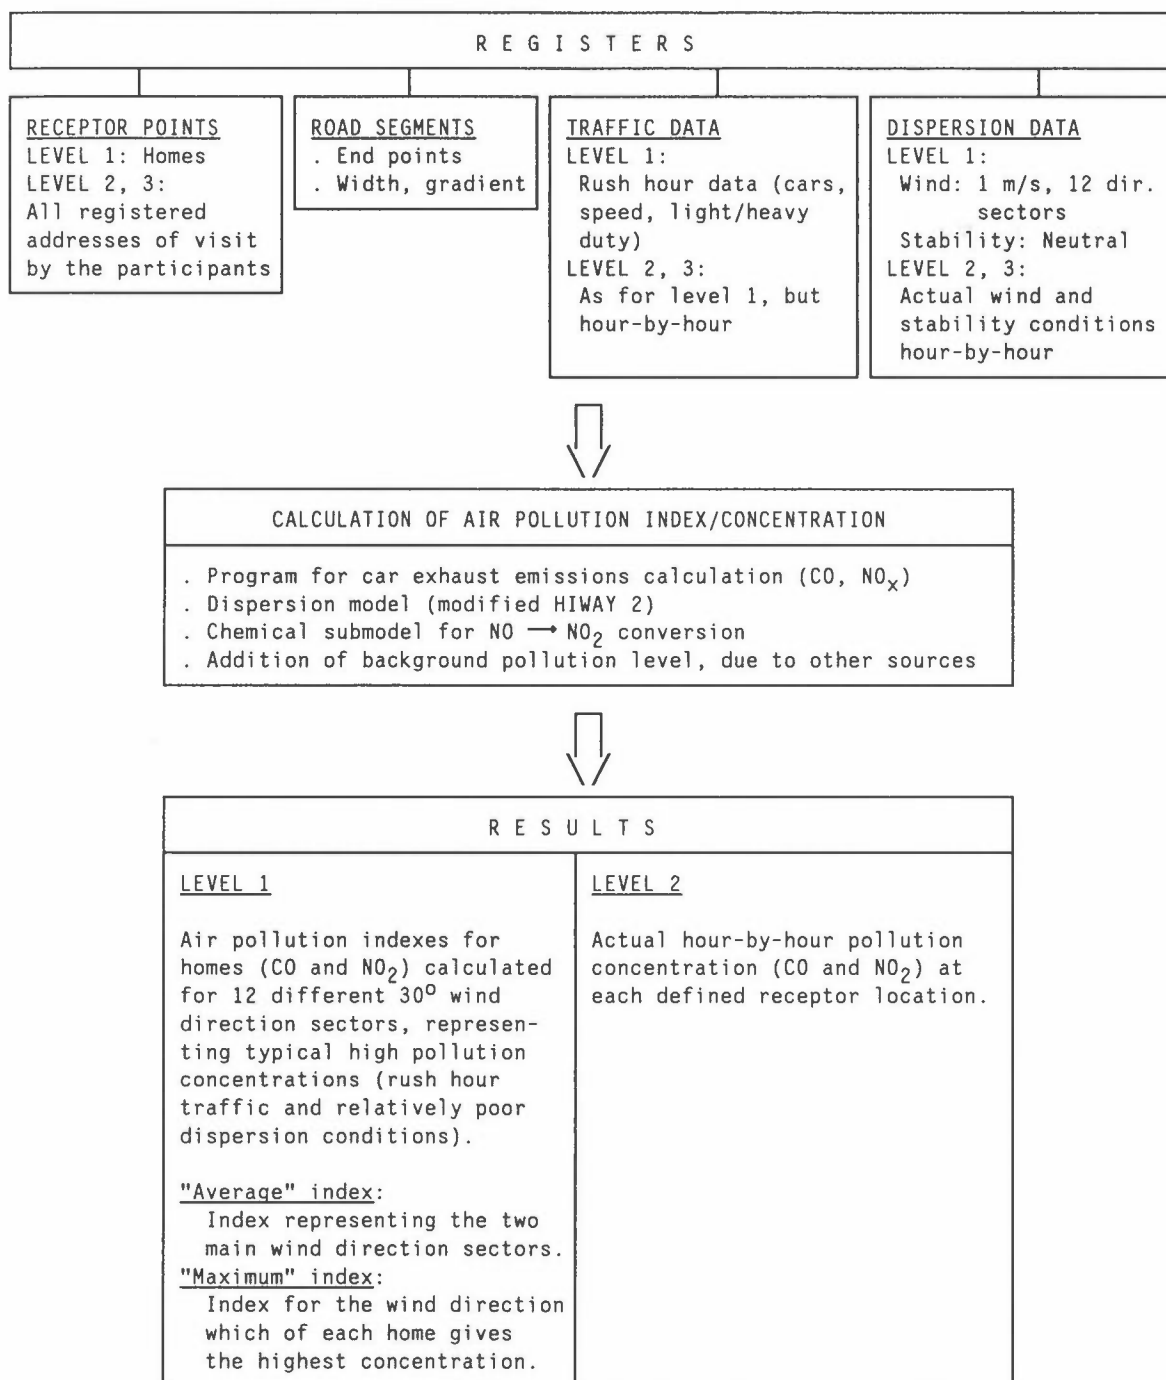 R E G I S T E R S
RECEPTOR POINTS
LEVEL 1: Homes
LEVEL 2, 3:
All registered
addresses of visit
by the participants
ROAD SEGMENTS
. End points
. Width, gradient
TRAFFIC DATA
LEVEL 1:
Rush hour data (cars,
speed, light/heavy
duty)
LEVEL 2, 3:
As for level 1, but
hour-by-hour
DISPERSION DATA
LEVEL 1:
Wind: 1 m/s, 12 dir.
sectors
Stability: Neutral
LEVEL 2, 3:
Actual wind and
stability conditions
hour-by-hour
CALCULATION OF AIR POLLUTION INDEX/CONCENTRATION
. Program for car exhaust emissions calculation (CO, NOx)
. Dispersion model (modified HIWAY 2)
. Chemical submodel for NO → NO2 conversion
. Addition of background pollution level, due to other sources
R E S U L T S
LEVEL 1
Air pollution indexes for
homes (CO and NO2) calculated
for 12 different 30° wind
direction sectors, represen-
ting typical high pollution
concentrations (rush hour
traffic and relatively poor
dispersion conditions).
"Average" index:
Index representing the two
main wind direction sectors.
"Maximum" index:
Index for the wind direction
which of each home gives
the highest concentration.
LEVEL 2
Actual hour-by-hour pollution
concentration (CO and NO2) at
each defined receptor location.